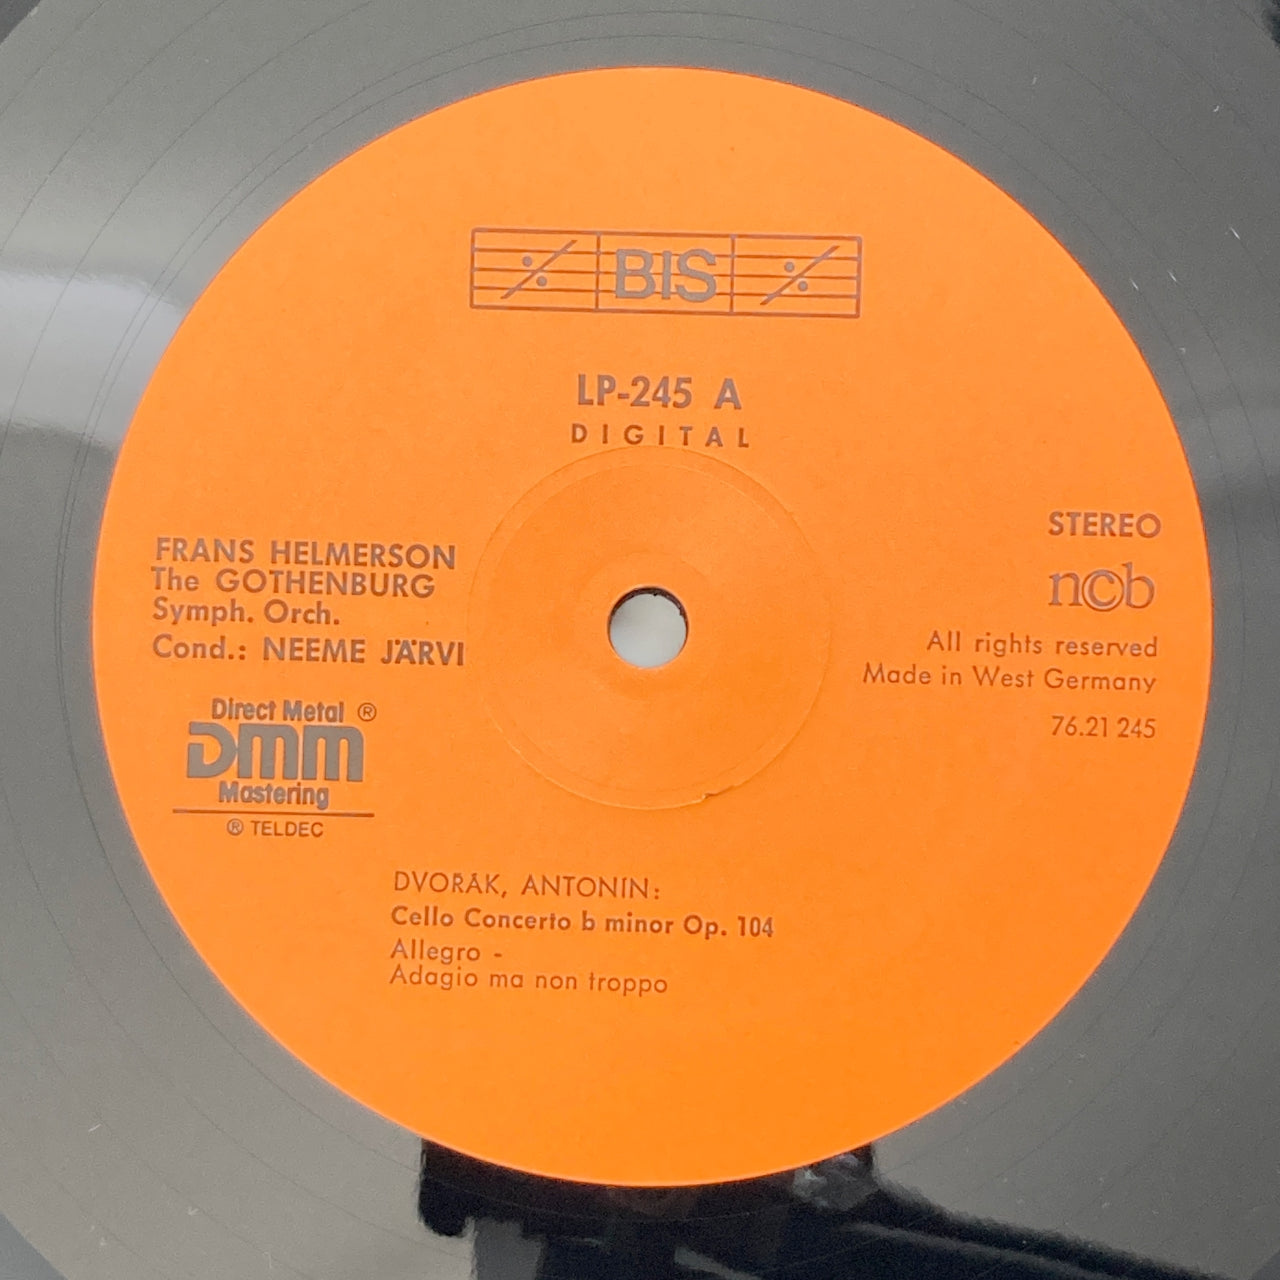 BIS
LP-245 A
DIGITAL
FRANS HELMERSON
The GOTHENBURG
Symph. Orch.
Cond.: NEEME JÄRVI
Direct Metal ®
DMM
Mastering
® TELDEC
STEREO
n©b
All rights reserved
Made in West Germany
76.21 245
DVORÁK, ANTONIN:
Cello Concerto b minor Op. 104
Allegro -
Adagio ma non troppo